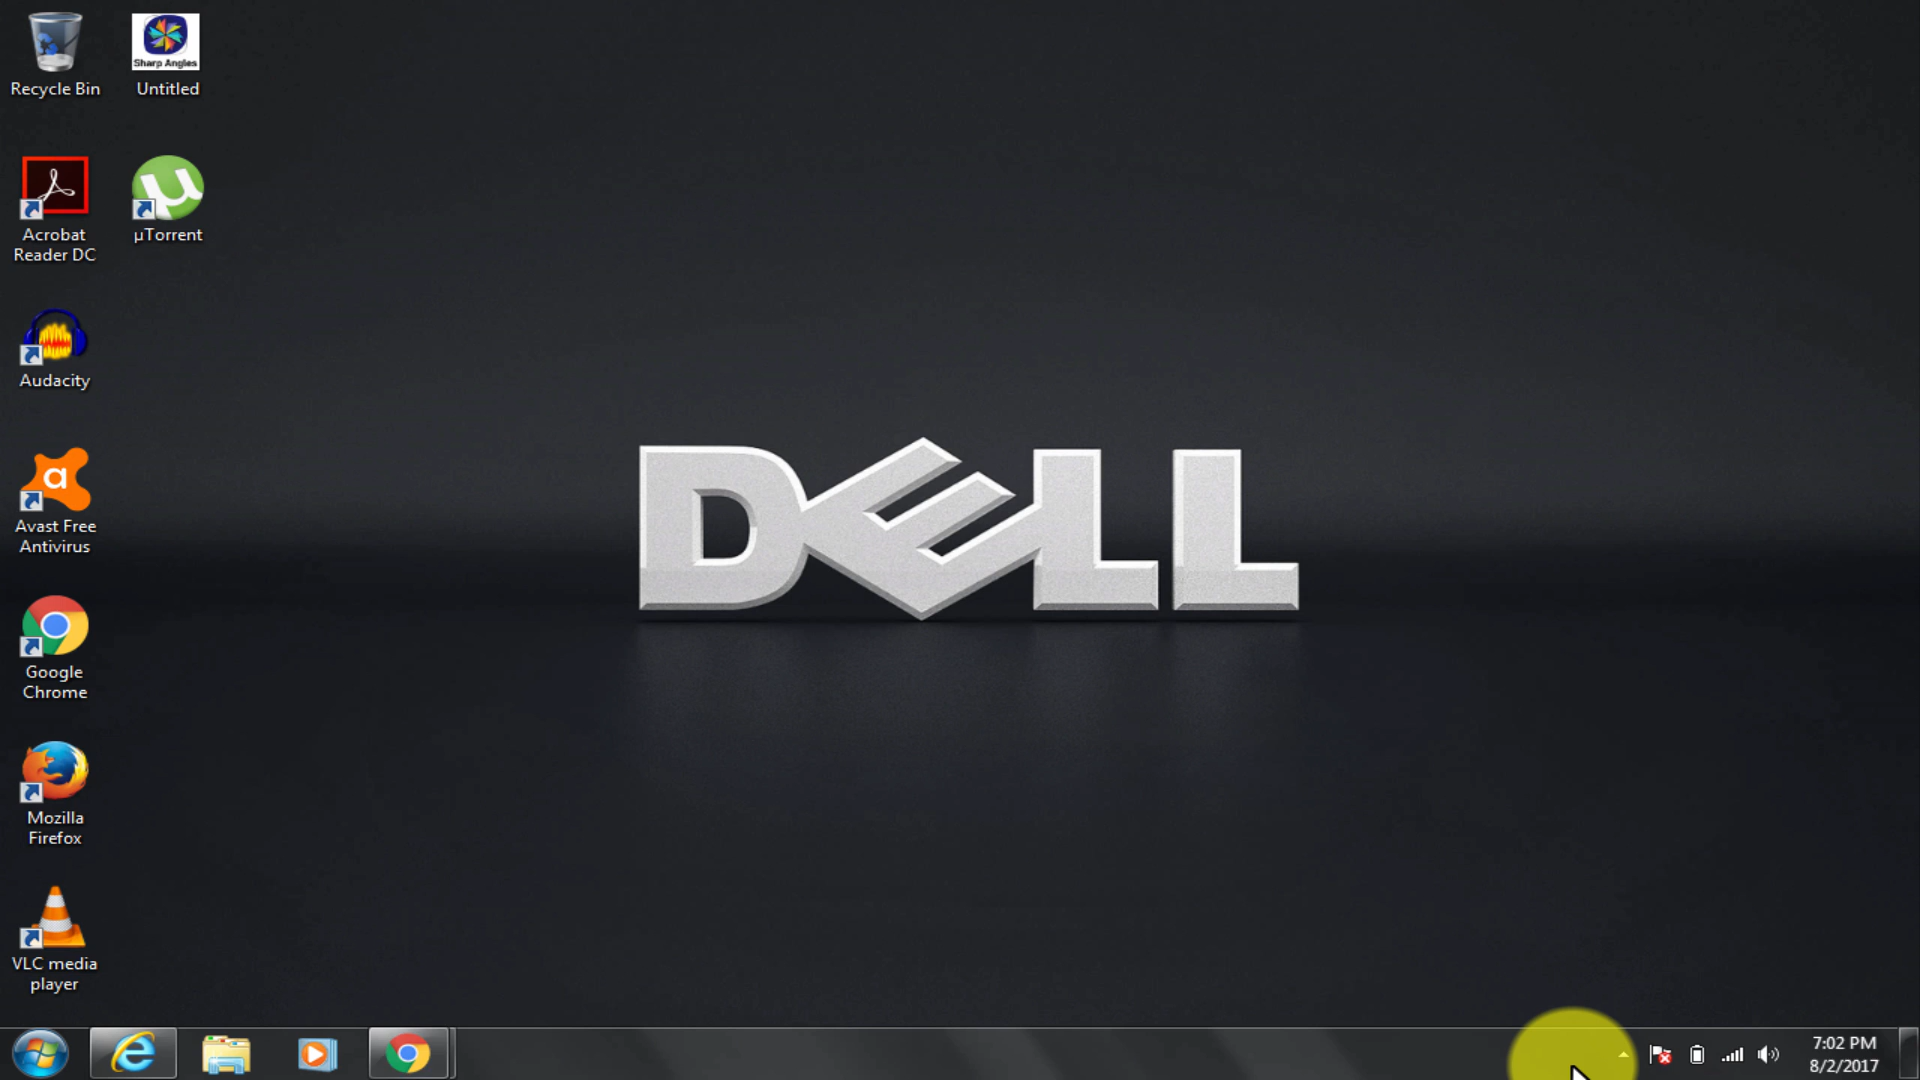 Sharp Angles
Recycle Bin
Untitled
Acrobat
Reader DC
µTorrent
Audacity
Avast Free
Antivirus
Google
Chrome
Mozilla
Firefox
VLC media
player
DELL
7:02 PM
8/2/2017